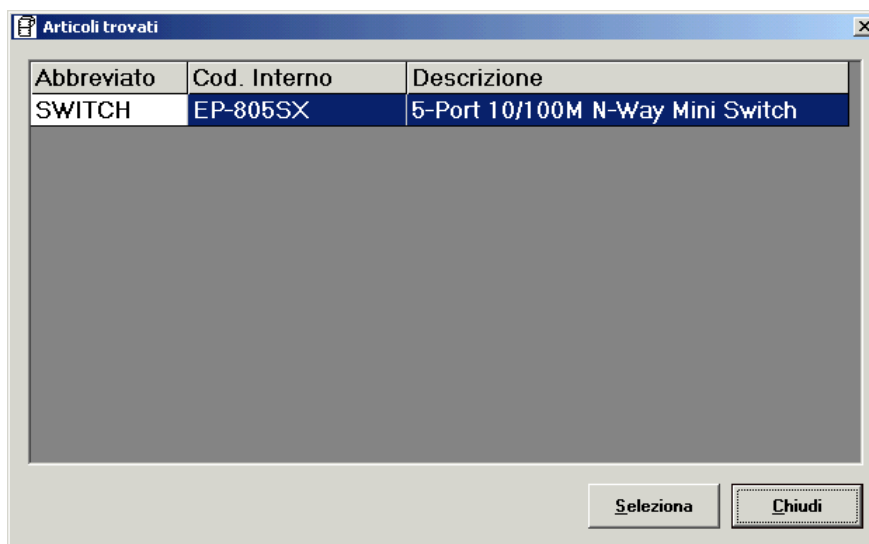 Articoli trovati
Abbreviato Cod. Interno Descrizione
SWITCH EP-805SX 5-Port 10/100M N-Way Mini Switch
Seleziona Chiudi